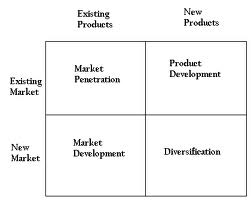 Existing
Products
New
Products
Existing
Market
Market
Penetration
Product
Development
New
Market
Market
Development
Diversification